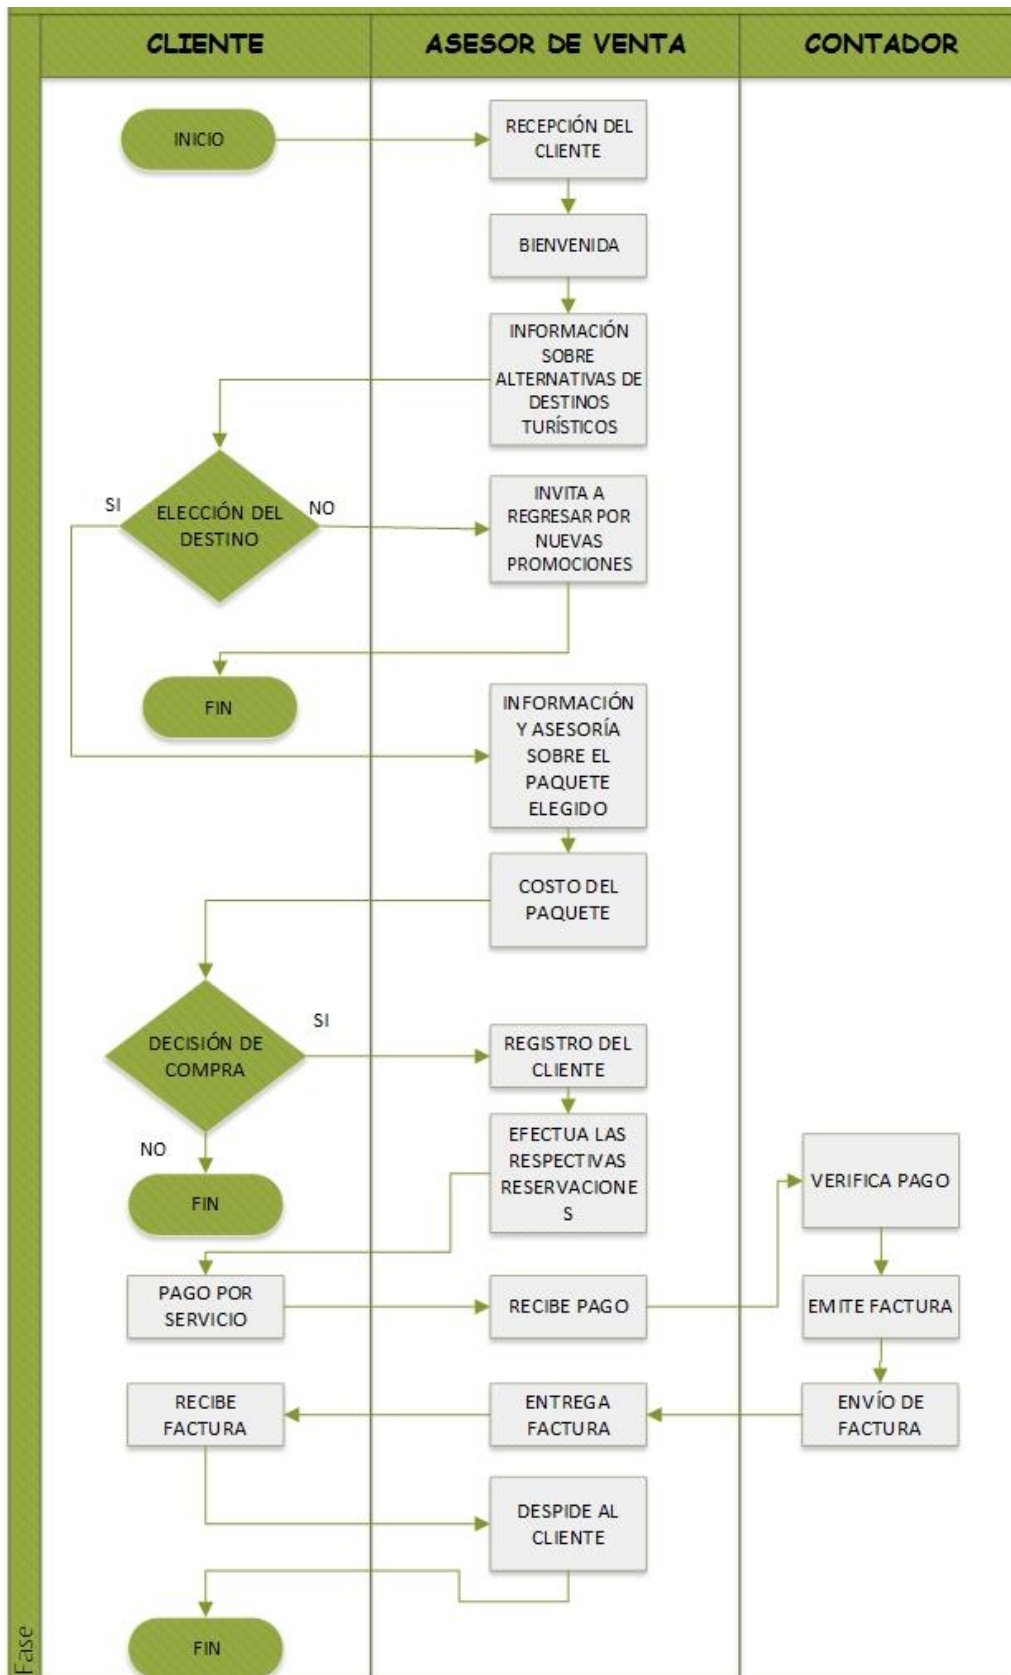 CLIENTE
ASESOR DE VENTA
CONTADOR
INICIO
RECEPCIÓN DEL
CLIENTE
BIENVENIDA
INFORMACIÓN
SOBRE
ALTERNATIVAS DE
DESTINOS
TURÍSTICOS
SI
ELECCIÓN DEL
DESTINO
NO
INVITA A
REGRESAR POR
NUEVAS
PROMOCIONES
FIN
INFORMACIÓN
Y ASESORÍA
SOBRE EL
PAQUETE
ELEGIDO
COSTO DEL
PAQUETE
DECISIÓN DE
COMPRA
SI
NO
REGISTRO DEL
CLIENTE
FIN
EFECTUA LAS
RESPECTIVAS
RESERVACIONE
S
VERIFICA PAGO
PAGO POR
SERVICIO
RECIBE PAGO
EMITE FACTURA
RECIBE
FACTURA
ENTREGA
FACTURA
ENVÍO DE
FACTURA
DESPIDE AL
CLIENTE
FIN
Fase